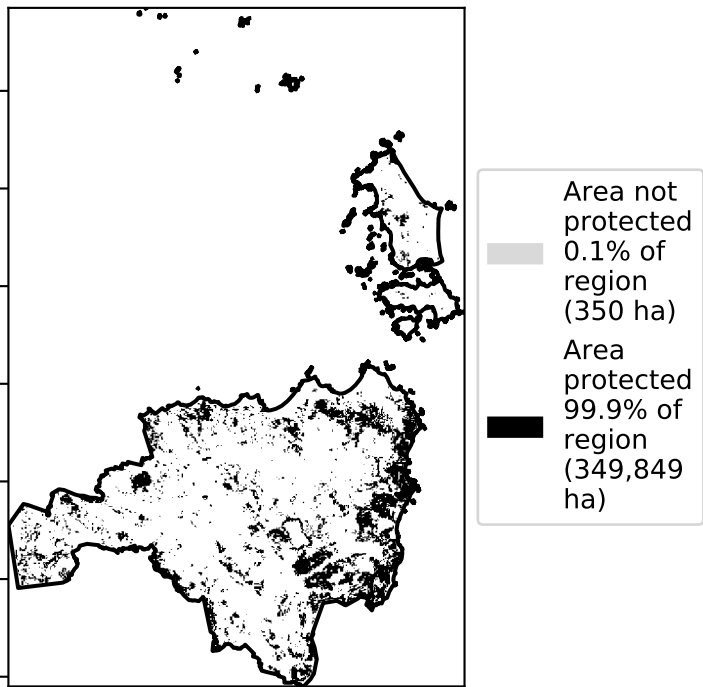 Area not
protected
0.1% of
region
(350 ha)
Area
protected
99.9% of
region
(349,849
ha)